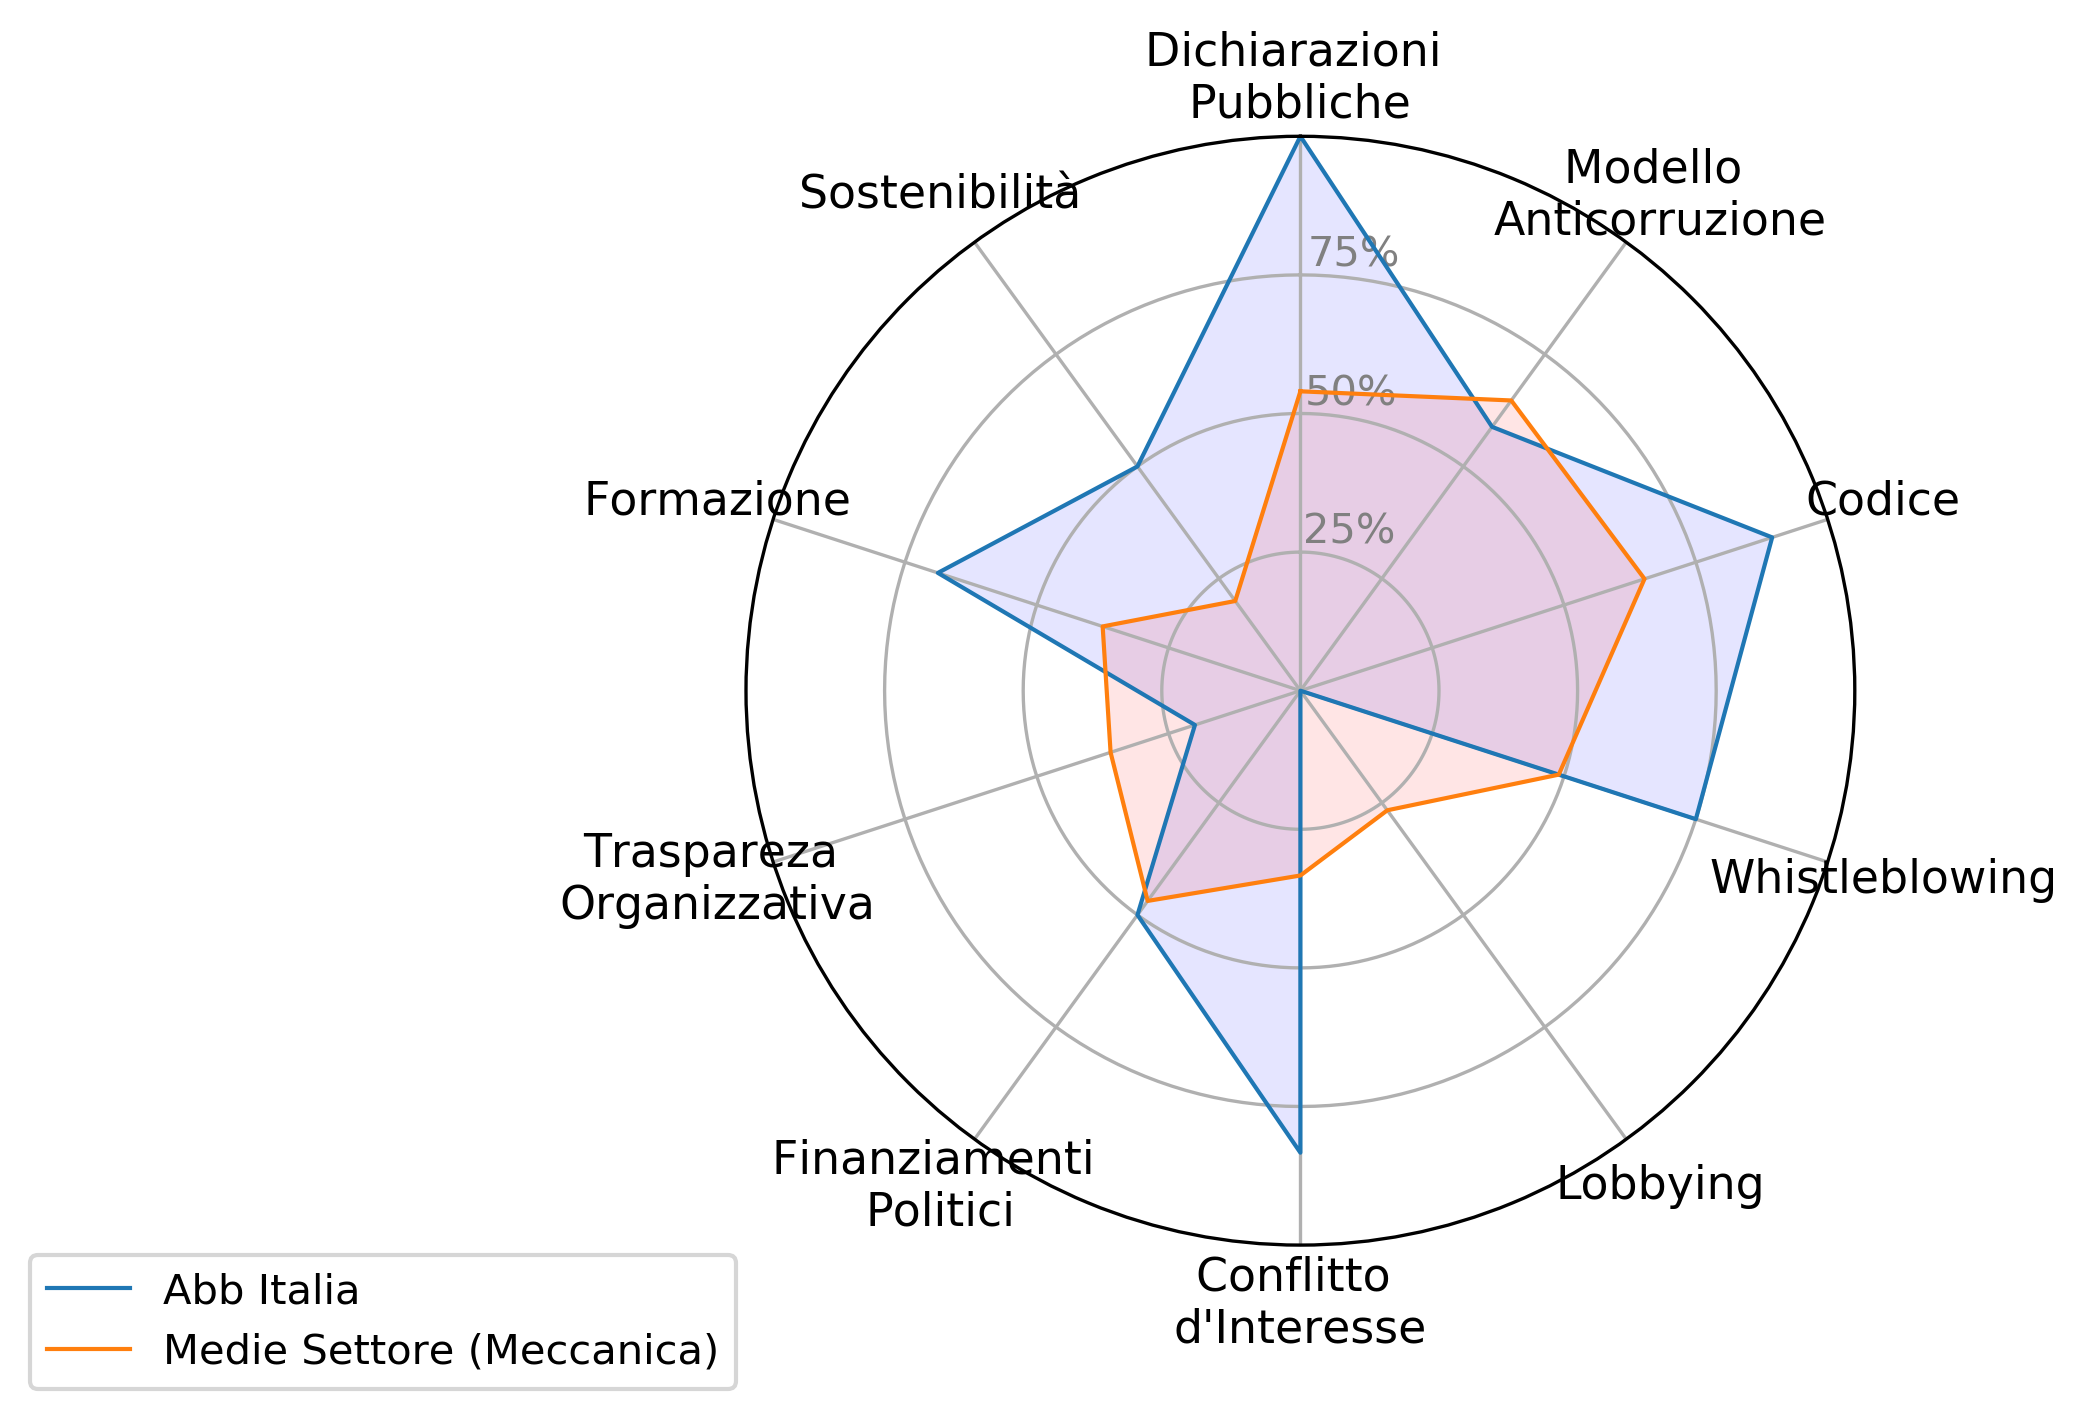 Dichiarazioni
Pubbliche
Modello
Anticorruzione
Sostenibilità
75%
50%
25%
Formazione
Codice
Traspareza
Organizzativa
Whistleblowing
Finanziamenti
Politici
Lobbying
Conflitto
d'Interesse
Abb Italia
Medie Settore (Meccanica)